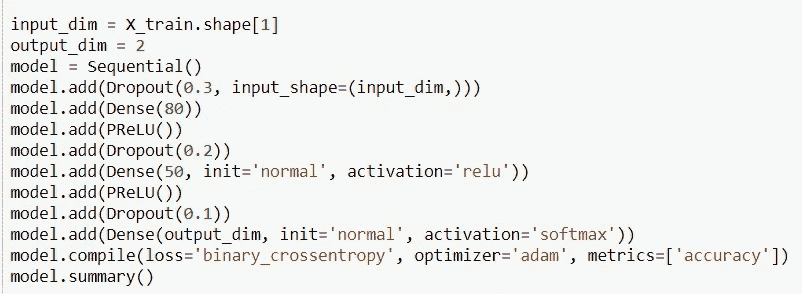 input_dim = X_train.shape[1]
output_dim = 2
model = Sequential()
model.add(Dropout(0.3, input_shape=(input_dim,)))
model.add(Dense(80))
model.add(PReLU())
model.add(Dropout(0.2))
model.add(Dense(50, init='normal', activation='relu'))
model.add(PReLU())
model.add(Dropout(0.1))
model.add(Dense(output_dim, init='normal', activation='softmax'))
model.compile(loss='binary_crossentropy', optimizer='adam', metrics=['accuracy'])
model.summary()